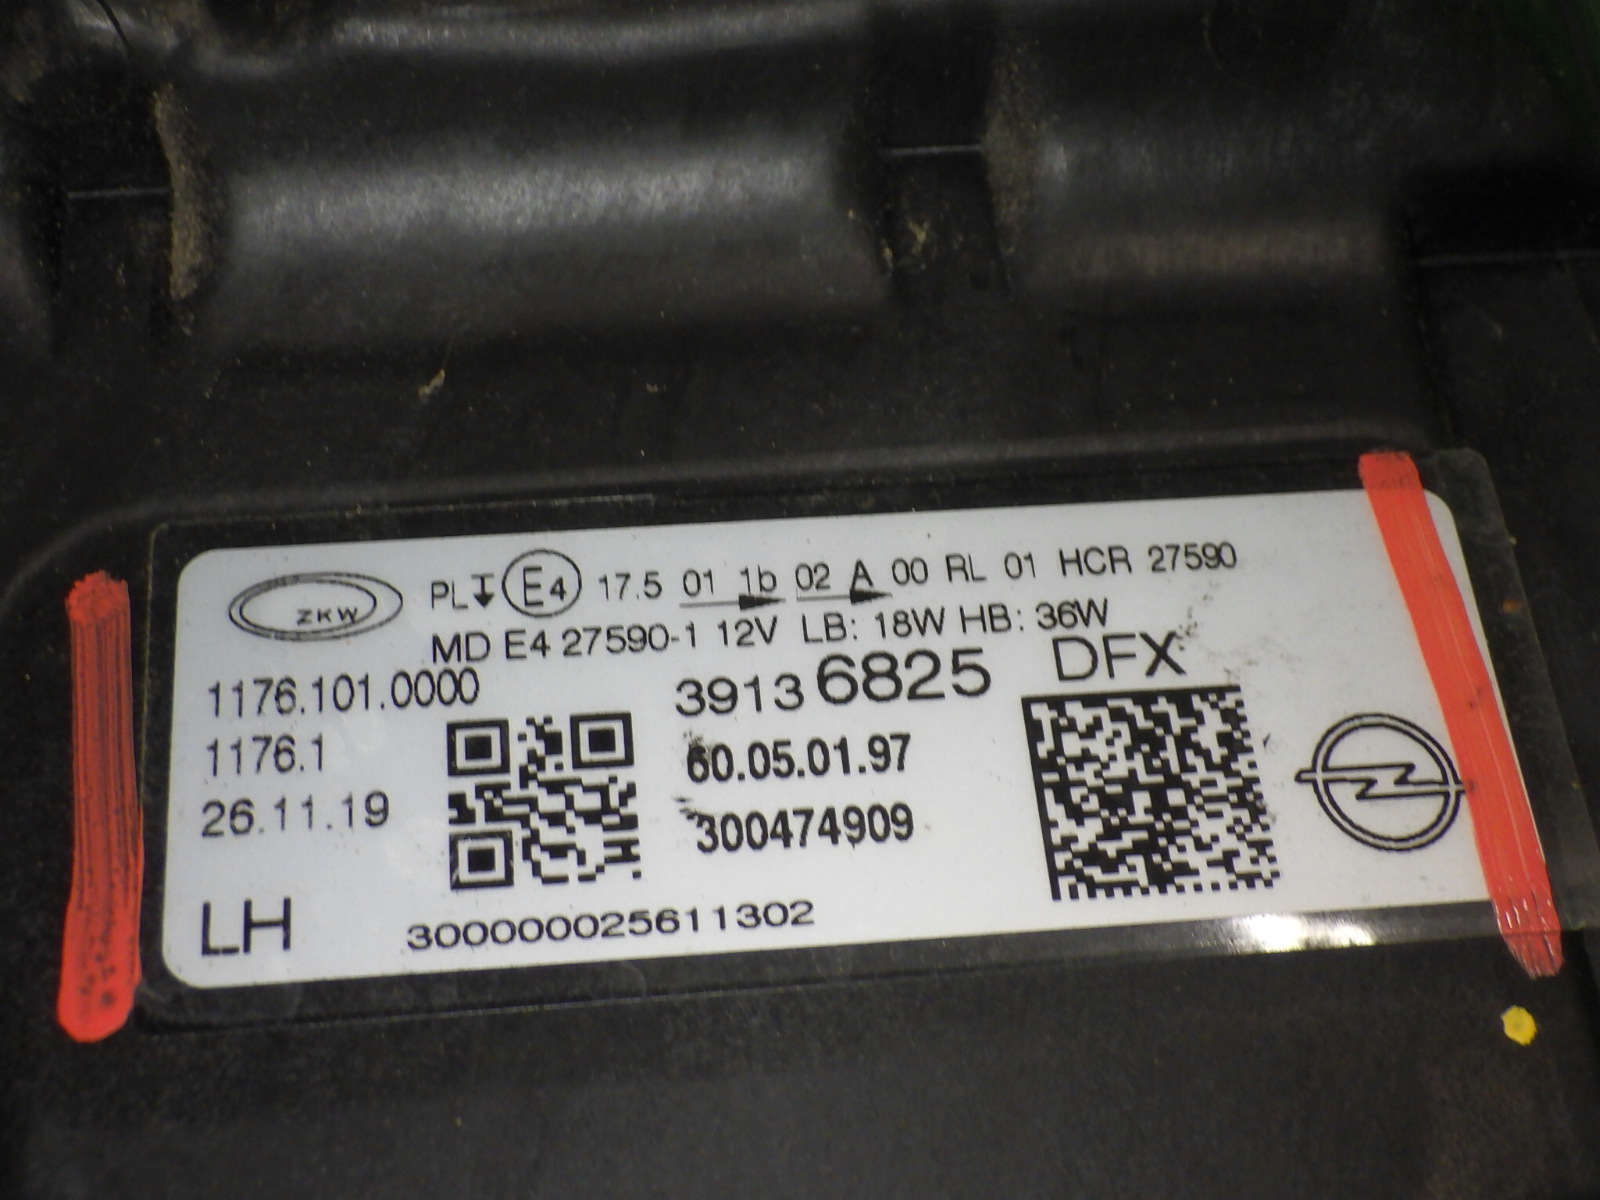 ZKW PL E4 17.5 01 1b 02 A 00 RL 01 HCR 27590
MD E4 27590-1 12V LB: 18W HB: 36W
1176.101.0000 39136825 DFX
1176.1 60.05.01.97
26.11.19 300474909
LH 300000025611302